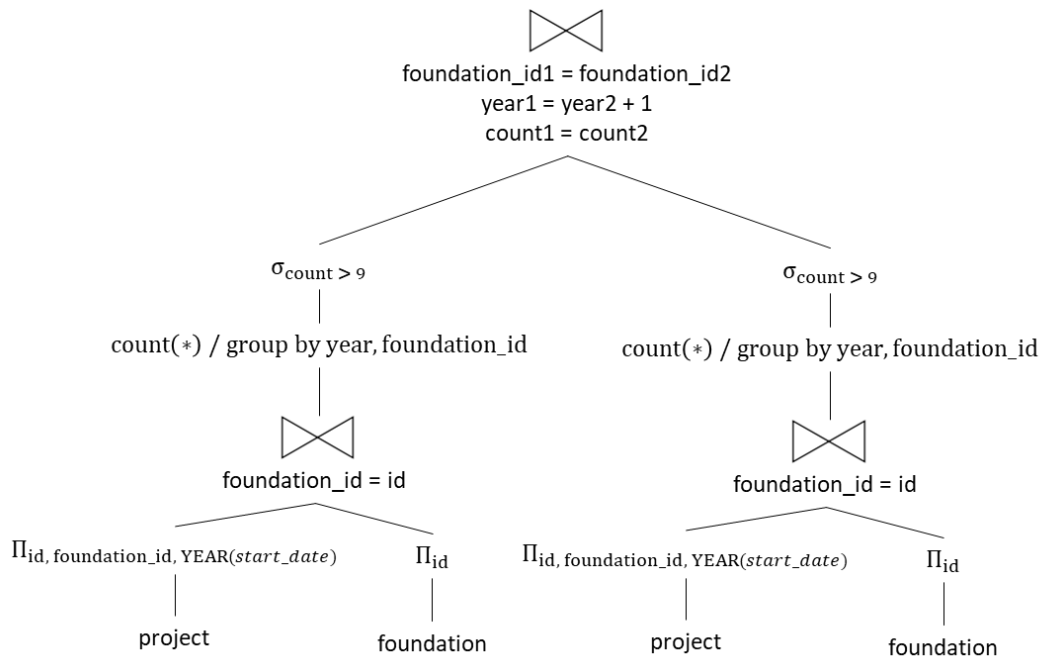 foundation_id1 = foundation_id2
year1 = year2 + 1
count1 = count2
σcount > 9
σcount > 9
count(∗) / group by year, foundation_id
count(∗) / group by year, foundation_id
foundation_id = id
foundation_id = id
Πid, foundation_id, YEAR(start_date)
Πid
Πid, foundation_id, YEAR(start_date)
Πid
project
foundation
project
foundation